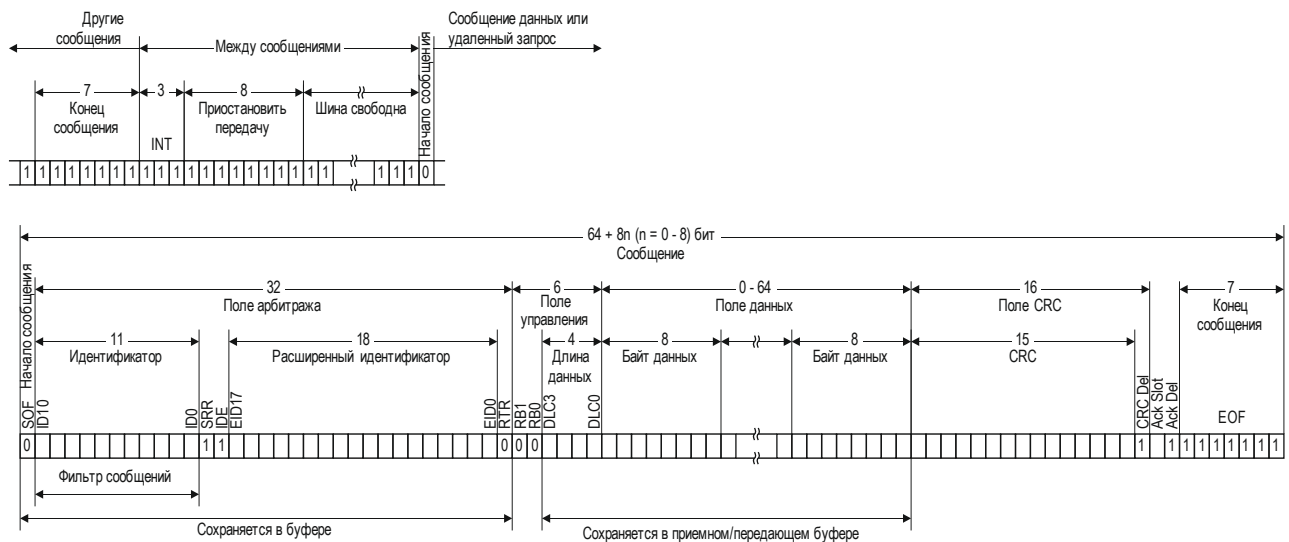 Другие
сообщения
Между сообщениями
Начало сообщения
Сообщение данных или
удаленный запрос
7
Конец
сообщения
3
INT
8
Приостановить
передачу
Шина свободна
1 1 1 1 1 1 1 1 1 1 1 1 1 1 1 1 1 1 1 1 1 1 1 1 0
64 + 8n (n = 0 - 8) бит
Сообщение
Начало сообщения
32
Поле арбитража
6
Поле
управления
0 - 64
Поле данных
16
Поле CRC
7
Конец
сообщения
11
Идентификатор
18
Расширенный идентификатор
4
Длина
данных
8
Байт данных
8
Байт данных
15
CRC
SOF
ID10
ID0
SRR
IDE
EID17
EID0
RTR
RB1
RB0
DLC3
DLC0
CRC Del
Ack Slot
Ack Del
EOF
0 1 1 0 0 0 1 1 1 1 1 1 1 1 1
Фильтр сообщений
Сохраняется в буфере
Сохраняется в приемном/передающем буфере